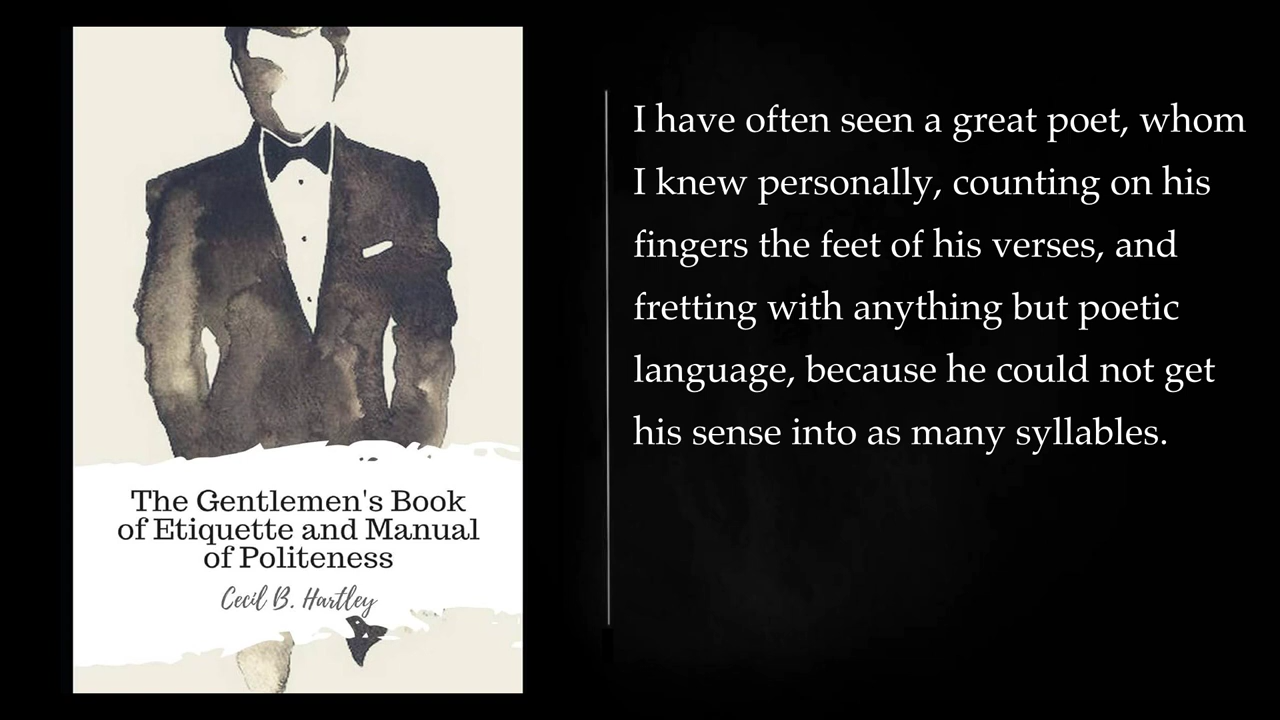 The Gentlemen's Book
of Etiquette and Manual
of Politeness
Cecil B. Hartley
I have often seen a great poet, whom
I knew personally, counting on his
fingers the feet of his verses, and
fretting with anything but poetic
language, because he could not get
his sense into as many syllables.